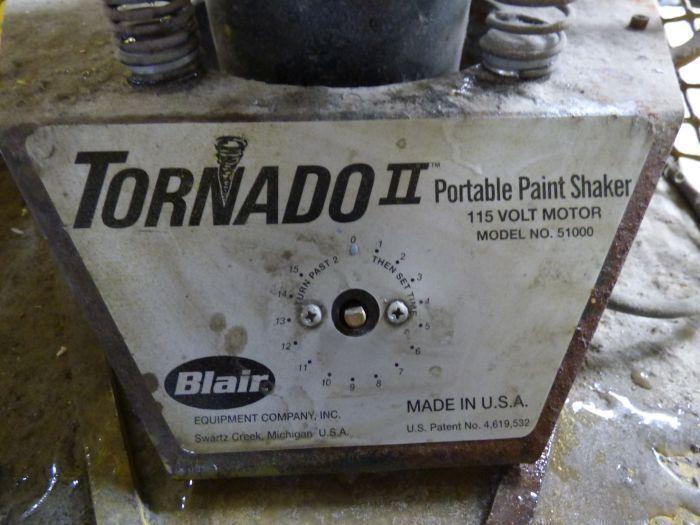 TORNADO II™
Portable Paint Shaker
115 VOLT MOTOR
MODEL NO. 51000
0
1
2
3
4
5
6
7
8
9
10
11
12
13
14
15
TURN PAST 2 THEN SET TIME
Blair
EQUIPMENT COMPANY, INC.
Swartz Creek, Michigan U.S.A.
MADE IN U.S.A.
U.S. Patent No. 4,619,532